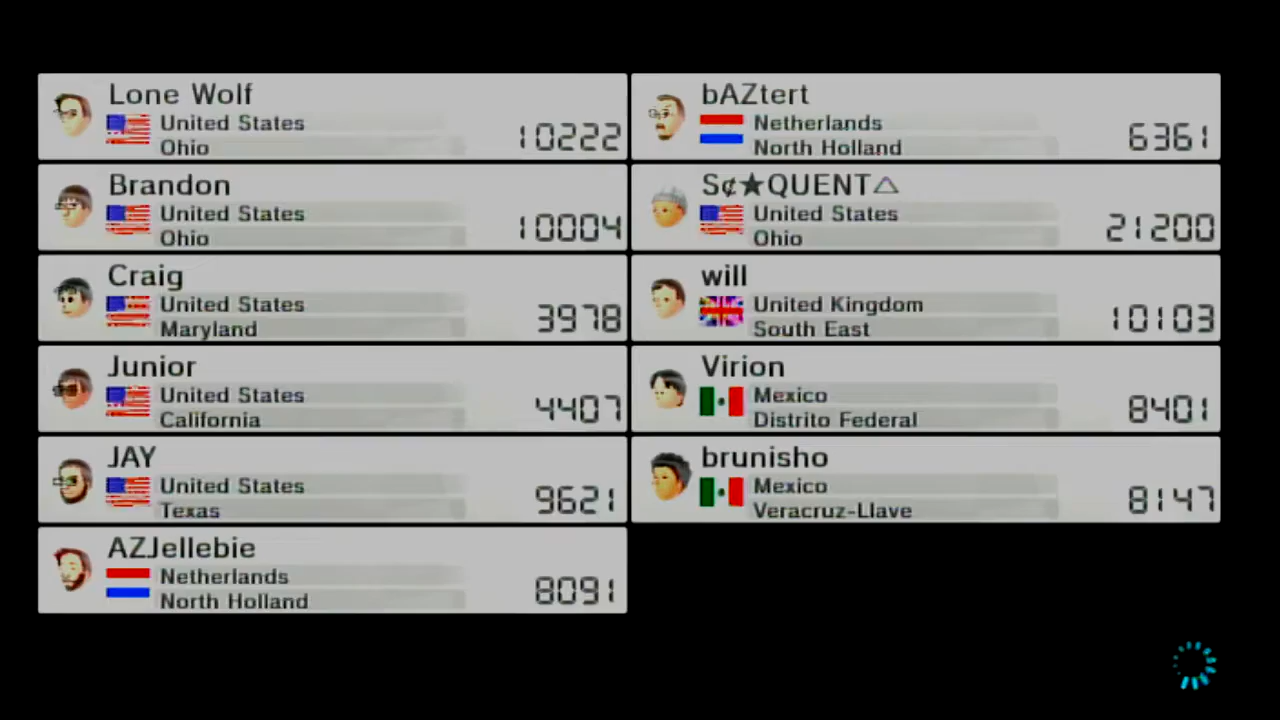 Lone Wolf
United States
Ohio
10222
Brandon
United States
Ohio
10004
Craig
United States
Maryland
3978
Junior
United States
California
4407
JAY
United States
Texas
9621
AZJellebie
Netherlands
North Holland
8091
bAZtert
Netherlands
North Holland
6361
S¢★QUENT△
United States
Ohio
21200
will
United Kingdom
South East
10103
Virion
Mexico
Distrito Federal
8401
brunisho
Mexico
Veracruz-Llave
8147